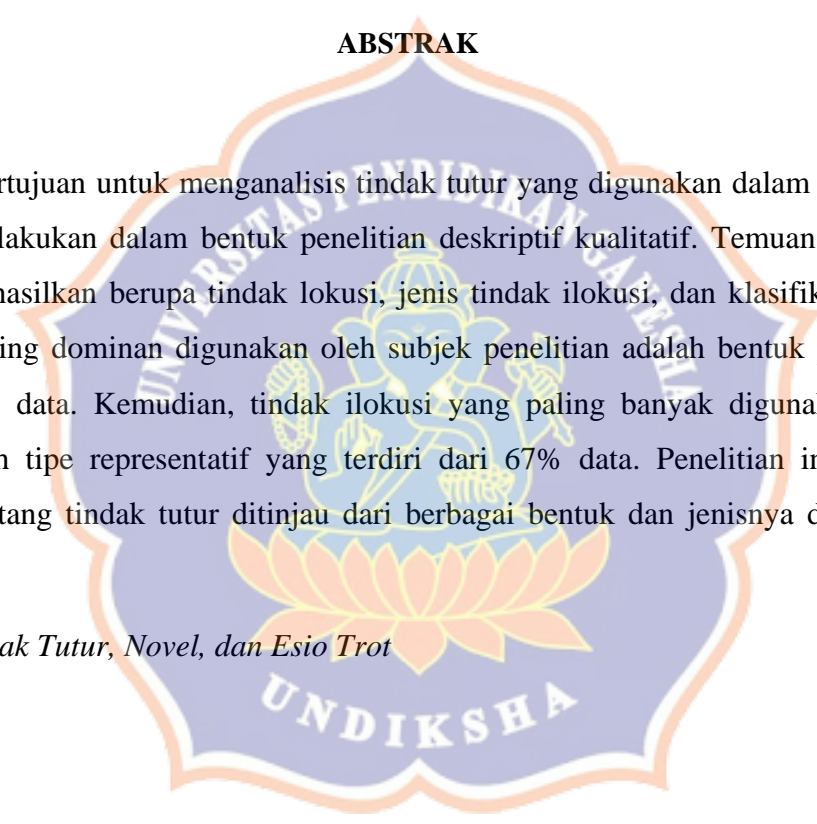 ABSTRAK
rtujuan untuk menganalisis tindak tutur yang digunakan dalam
lakukan dalam bentuk penelitian deskriptif kualitatif. Temuan
hasilkan berupa tindak lokusi, jenis tindak ilokusi, dan klasifik
ing dominan digunakan oleh subjek penelitian adalah bentuk
data. Kemudian, tindak ilokusi yang paling banyak diguna
n tipe representatif yang terdiri dari 67% data. Penelitian in
tang tindak tutur ditinjau dari berbagai bentuk dan jenisnya d
ak Tutur, Novel, dan Esio Trot
UNIVERSITAS PENDIDIKAN GANESHA
UNDIKSHA